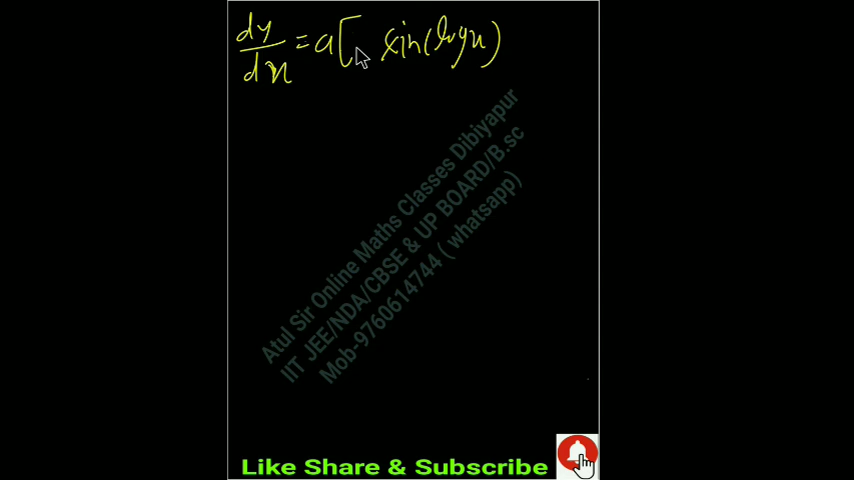 dy/dx = a[ sin(logx)
Atul Sir Online Maths Classes Dibiyapur
IIT JEE/NDA/CBSE & UP BOARD/B.sc
Mob-9760614744 ( whatsapp)
Like Share & Subscribe